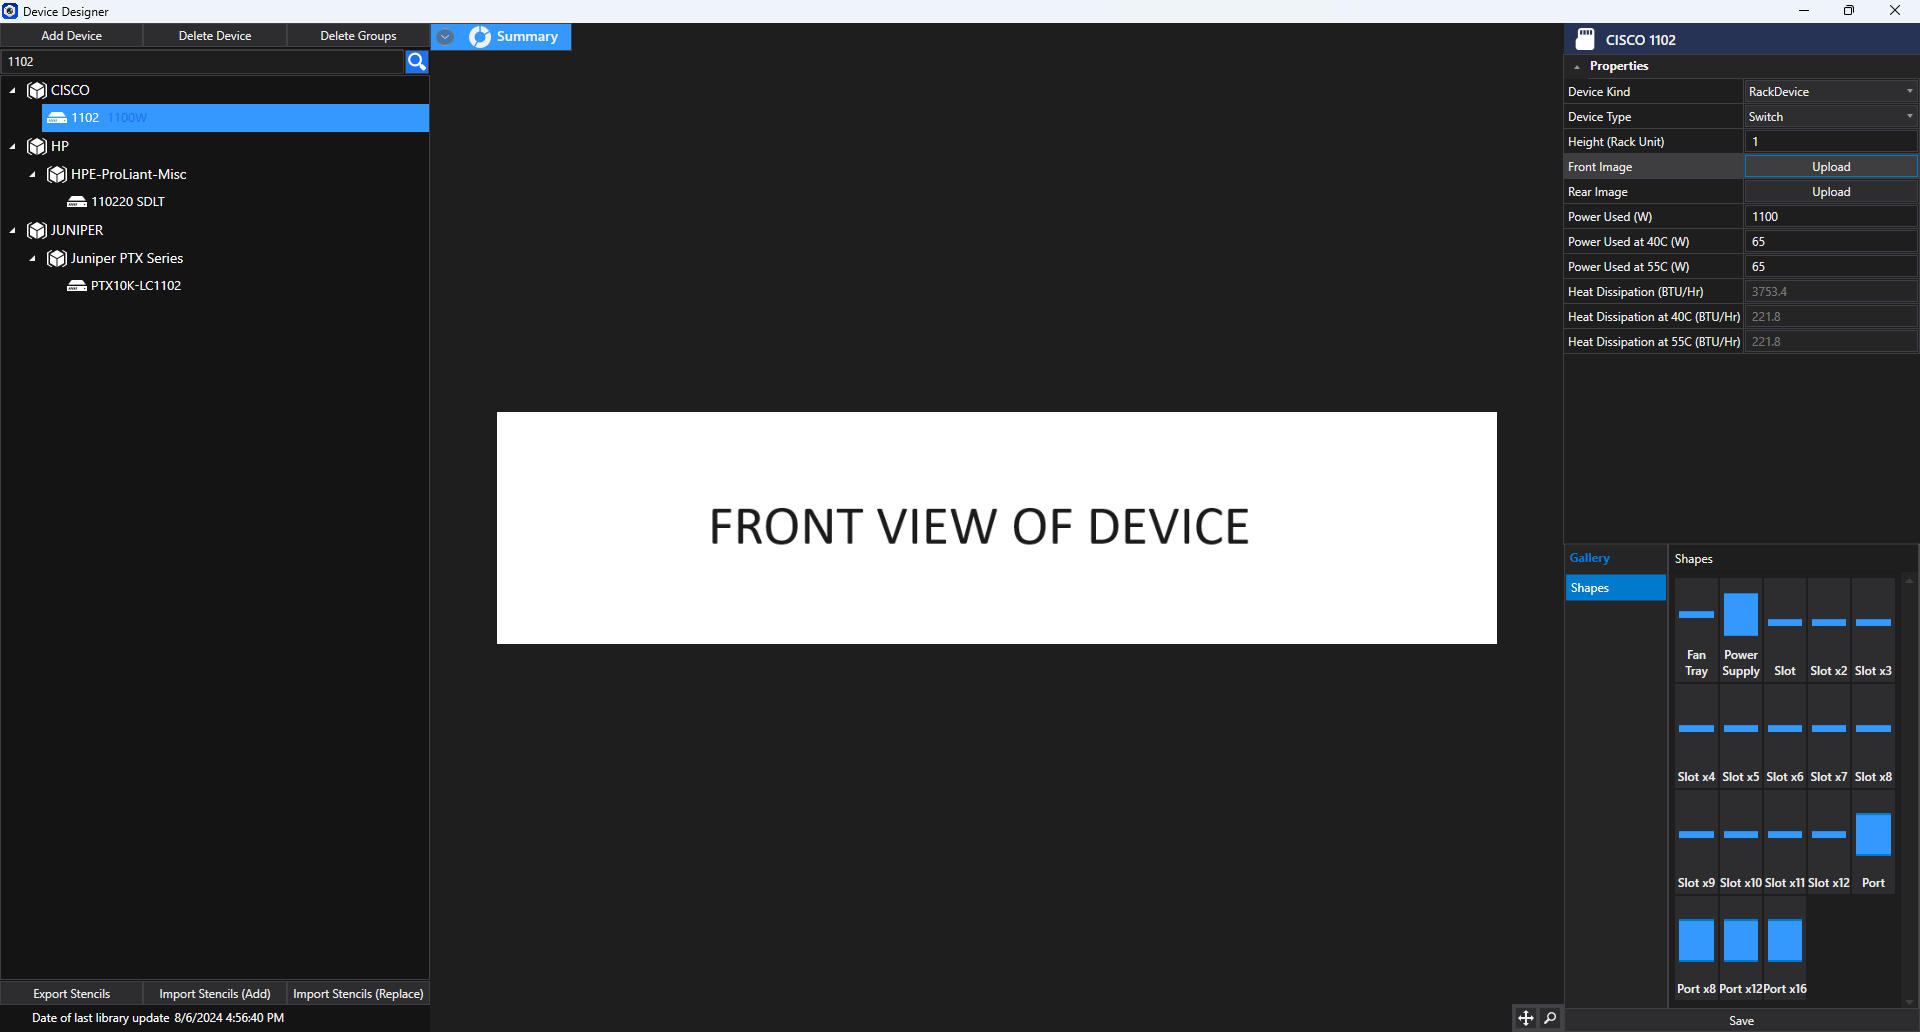 Device Designer
Add Device
Delete Device
Delete Groups
Summary
CISCO 1102
1102
Properties
CISCO
1102 1100W
HP
HPE-ProLiant-Misc
110220 SDLT
JUNIPER
Juniper PTX Series
PTX10K-LC1102
Device Kind RackDevice
Device Type Switch
Height (Rack Unit) 1
Front Image Upload
Rear Image Upload
Power Used (W) 1100
Power Used at 40C (W) 65
Power Used at 55C (W) 65
Heat Dissipation (BTU/Hr) 3753.4
Heat Dissipation at 40C (BTU/Hr) 221.8
Heat Dissipation at 55C (BTU/Hr) 221.8
FRONT VIEW OF DEVICE
Gallery
Shapes
Shapes
Fan Tray
Power Supply
Slot
Slot x2
Slot x3
Slot x4
Slot x5
Slot x6
Slot x7
Slot x8
Slot x9
Slot x10
Slot x11
Slot x12
Port
Port x8
Port x12
Port x16
Export Stencils
Import Stencils (Add)
Import Stencils (Replace)
Date of last library update 8/6/2024 4:56:40 PM
Save